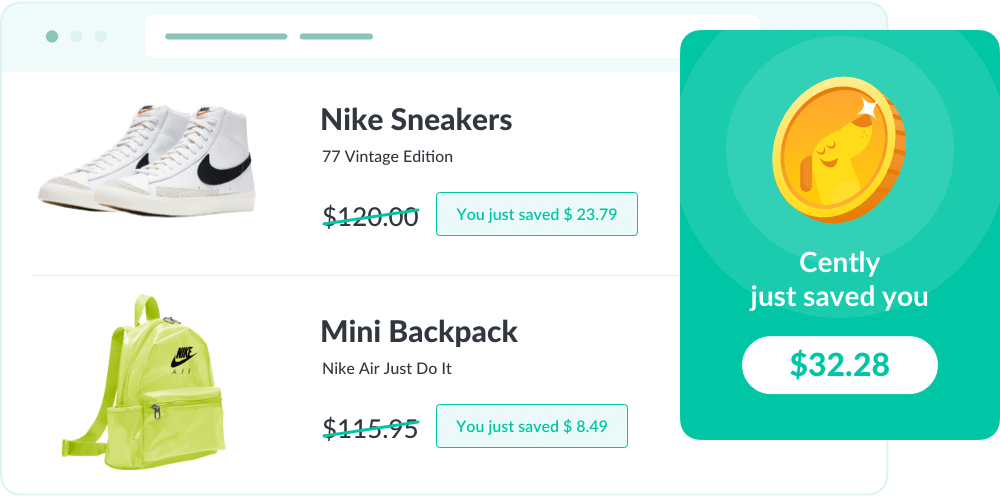 Nike Sneakers
77 Vintage Edition
$120.00
You just saved $ 23.79
NIKE
AIR
Mini Backpack
Nike Air Just Do It
$115.95
You just saved $ 8.49
Cently
just saved you
$32.28